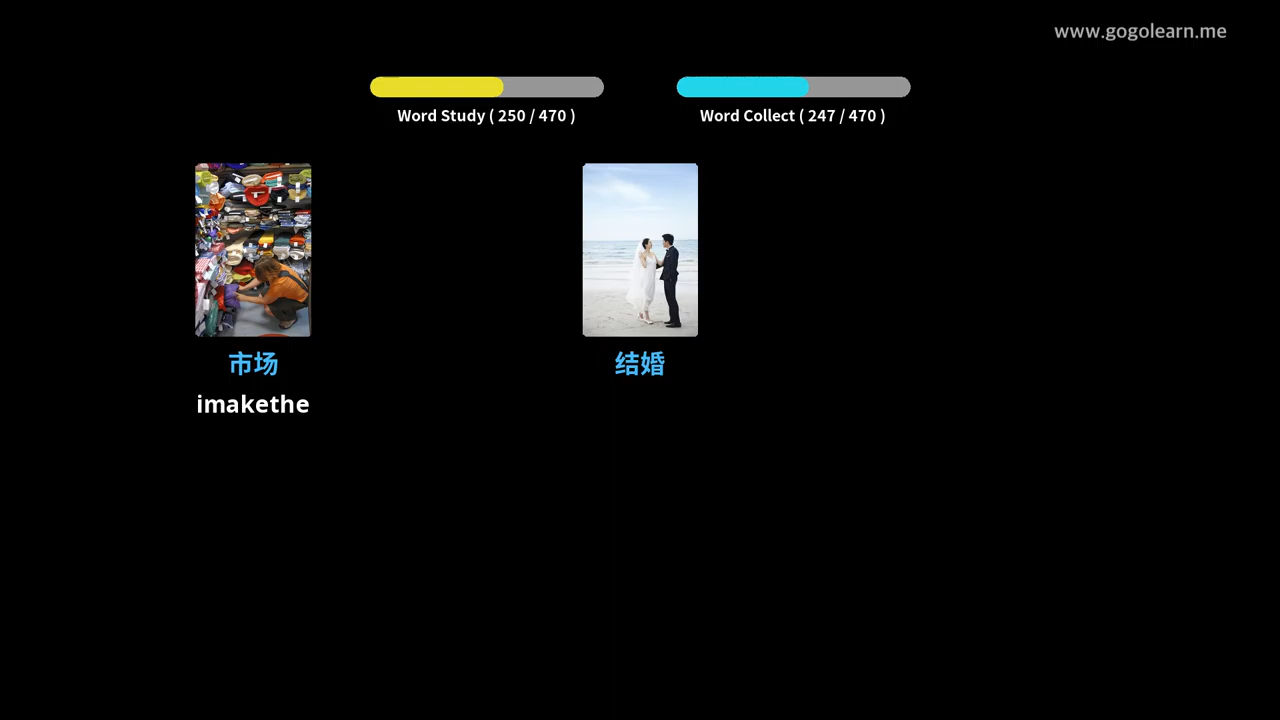 www.gogolearn.me
Word Study ( 250 / 470 )
Word Collect ( 247 / 470 )
市场
结婚
imakethe